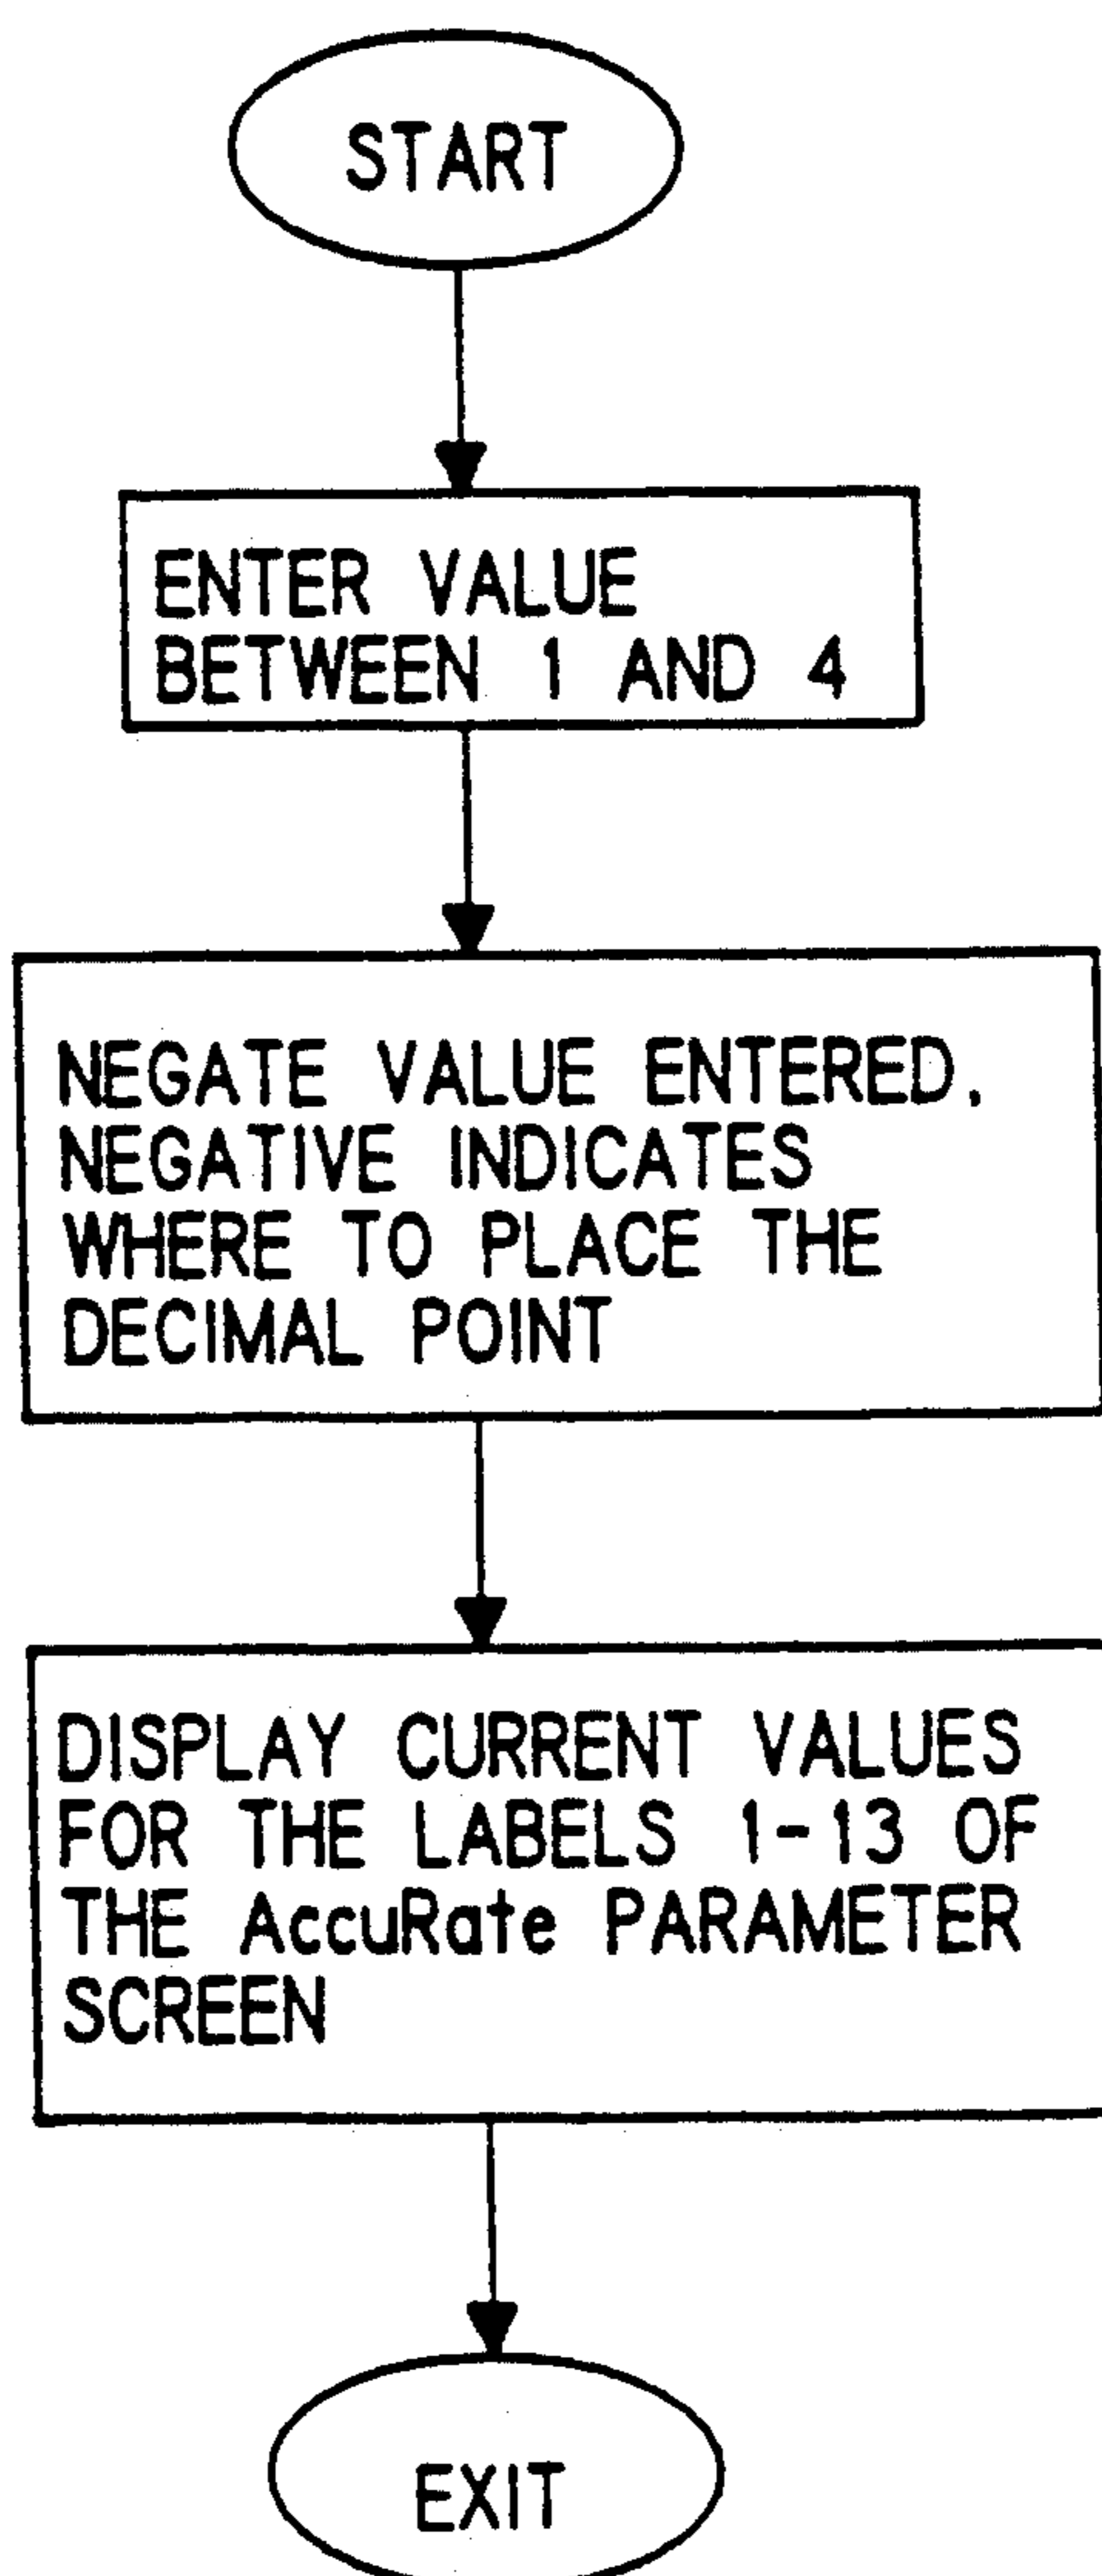 START
ENTER VALUE
BETWEEN 1 AND 4
NEGATE VALUE ENTERED.
NEGATIVE INDICATES
WHERE TO PLACE THE
DECIMAL POINT
DISPLAY CURRENT VALUES
FOR THE LABELS 1-13 OF
THE AccuRate PARAMETER
SCREEN
EXIT